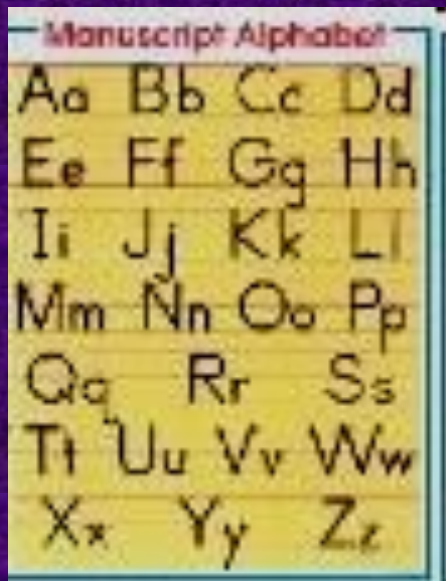 Manuscript Alphabet
Aa Bb Cc Dd
Ee Ff Gg Hh
Ii Jj Kk Ll
Mm Nn Oo Pp
Qq Rr Ss
Tt Uu Vv Ww
Xx Yy Zz